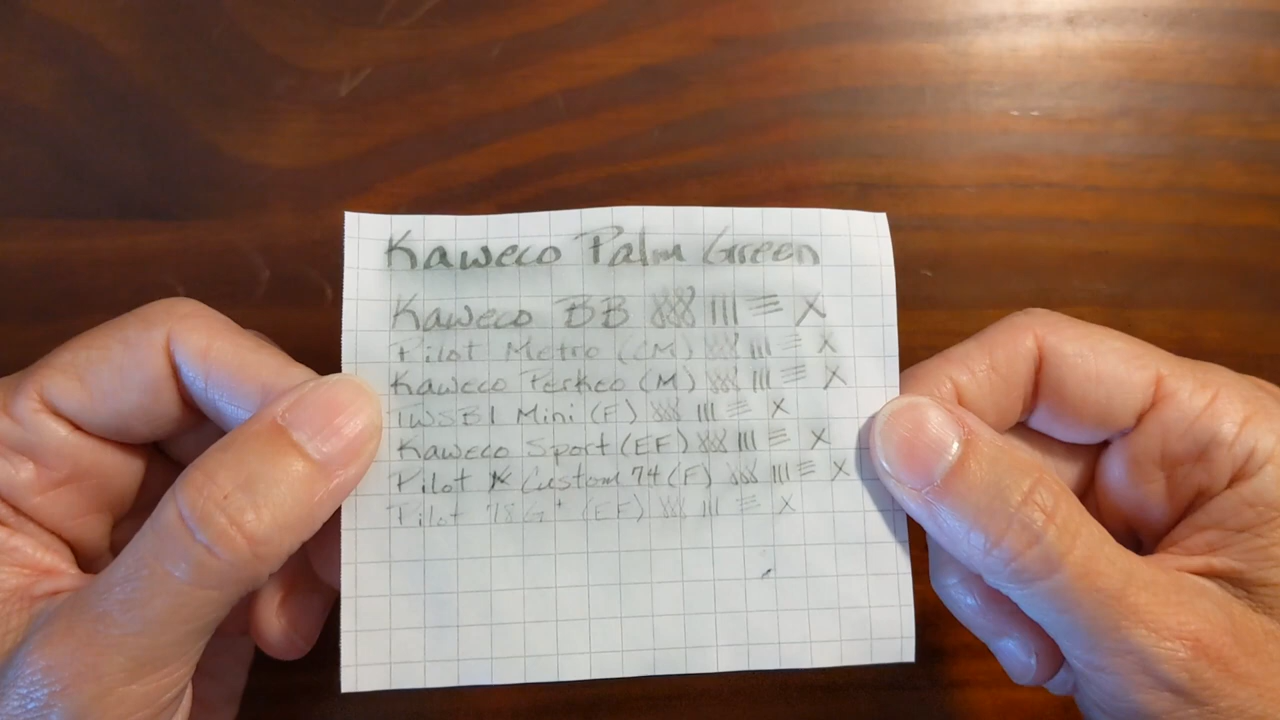 Kaweco Palm Green
Kaweco BB
Pilot Metro (CM)
Kaweco Perkeo (M)
TWSBI Mini (F)
Kaweco Sport (EF)
Pilot Custom 74 (F)
Pilot 78G+ (EF)